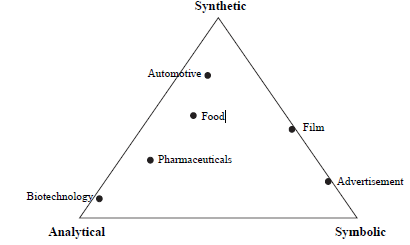 Synthetic
Automotive
Food
Film
Pharmaceuticals
Advertisement
Biotechnology
Analytical
Symbolic